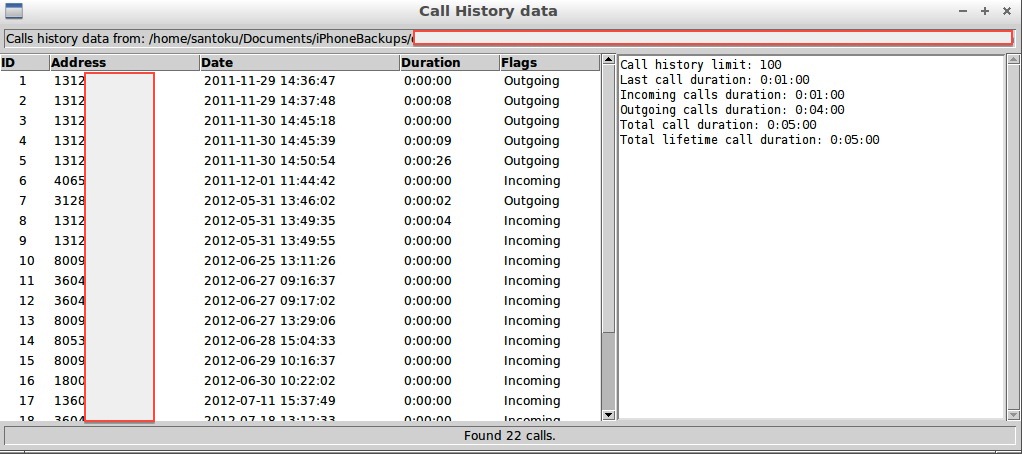 Call History data
Calls history data from: /home/santoku/Documents/iPhoneBackups/
ID Address Date Duration Flags
1 1312 2011-11-29 14:36:47 0:00:00 Outgoing
2 1312 2011-11-29 14:37:48 0:00:08 Outgoing
3 1312 2011-11-30 14:45:18 0:00:00 Outgoing
4 1312 2011-11-30 14:45:39 0:00:09 Outgoing
5 1312 2011-11-30 14:50:54 0:00:26 Outgoing
6 4065 2011-12-01 11:44:42 0:00:00 Incoming
7 3128 2012-05-31 13:46:02 0:00:02 Outgoing
8 1312 2012-05-31 13:49:35 0:00:04 Incoming
9 1312 2012-05-31 13:49:55 0:00:00 Incoming
10 8009 2012-06-25 13:11:26 0:00:00 Incoming
11 3604 2012-06-27 09:16:37 0:00:00 Incoming
12 3604 2012-06-27 09:17:02 0:00:00 Incoming
13 8009 2012-06-27 13:29:06 0:00:00 Incoming
14 8053 2012-06-28 15:04:33 0:00:00 Incoming
15 8009 2012-06-29 10:16:37 0:00:00 Incoming
16 1800 2012-06-30 10:22:02 0:00:00 Incoming
17 1360 2012-07-11 15:37:49 0:00:00 Incoming
18 3604 2012-07-18 13:12:33 0:00:00 Incoming
Call history limit: 100
Last call duration: 0:01:00
Incoming calls duration: 0:01:00
Outgoing calls duration: 0:04:00
Total call duration: 0:05:00
Total lifetime call duration: 0:05:00
Found 22 calls.